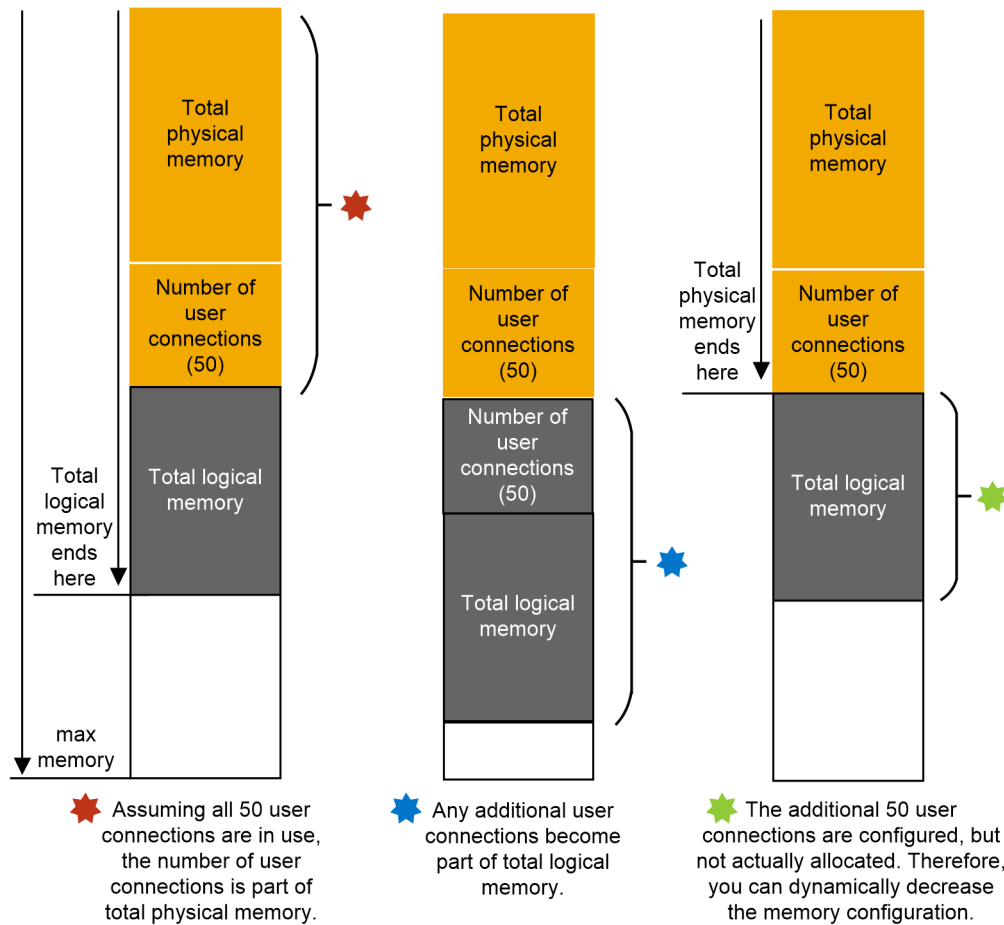 Total
physical
memory
Number of
user
connections
(50)
Total logical
memory
Total
logical
memory
ends
here
max
memory
Assuming all 50 user
connections are in use,
the number of user
connections is part of
total physical memory.
Total
physical
memory
Number of
user
connections
(50)
Number of
user
connections
(50)
Total logical
memory
Any additional user
connections become
part of total logical
memory.
Total
physical
memory
Total
physical
memory
ends
here
Number of
user
connections
(50)
Total logical
memory
The additional 50 user
connections are configured, but
not actually allocated. Therefore,
you can dynamically decrease
the memory configuration.